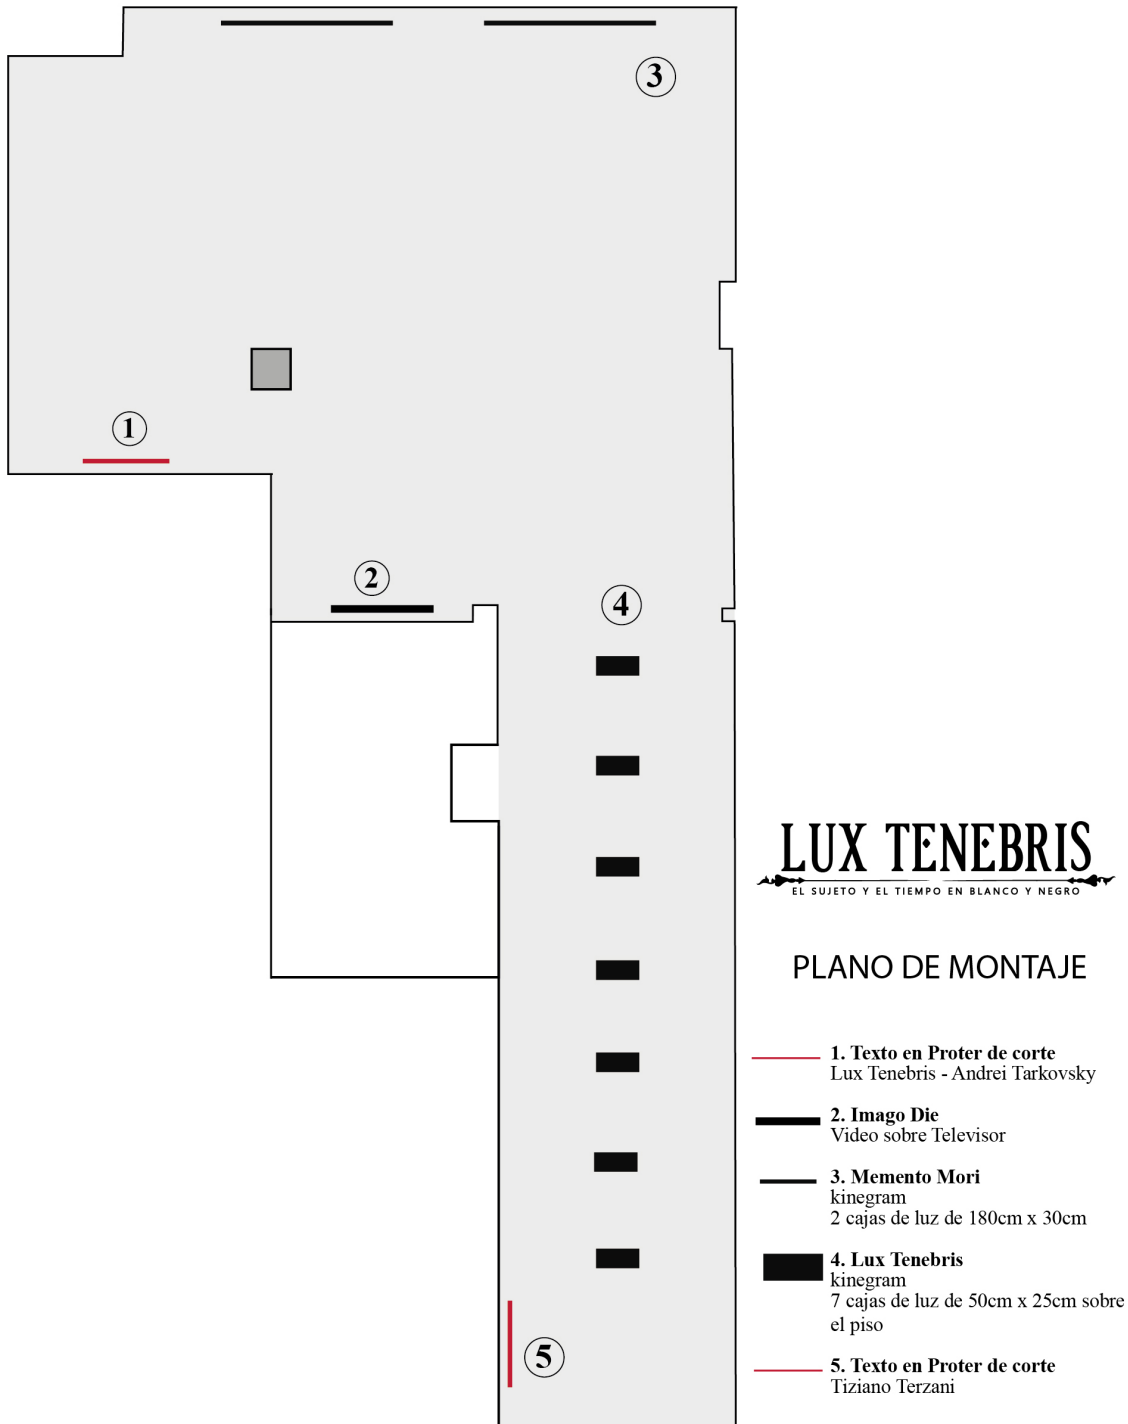 3
1
2
4
5
LUX TENEBRIS
EL SUJETO Y EL TIEMPO EN BLANCO Y NEGRO
PLANO DE MONTAJE
1. Texto en Proter de corte
Lux Tenebris - Andrei Tarkovsky
2. Imago Die
Video sobre Televisor
3. Memento Mori
kinegram
2 cajas de luz de 180cm x 30cm
4. Lux Tenebris
kinegram
7 cajas de luz de 50cm x 25cm sobre
el piso
5. Texto en Proter de corte
Tiziano Terzani